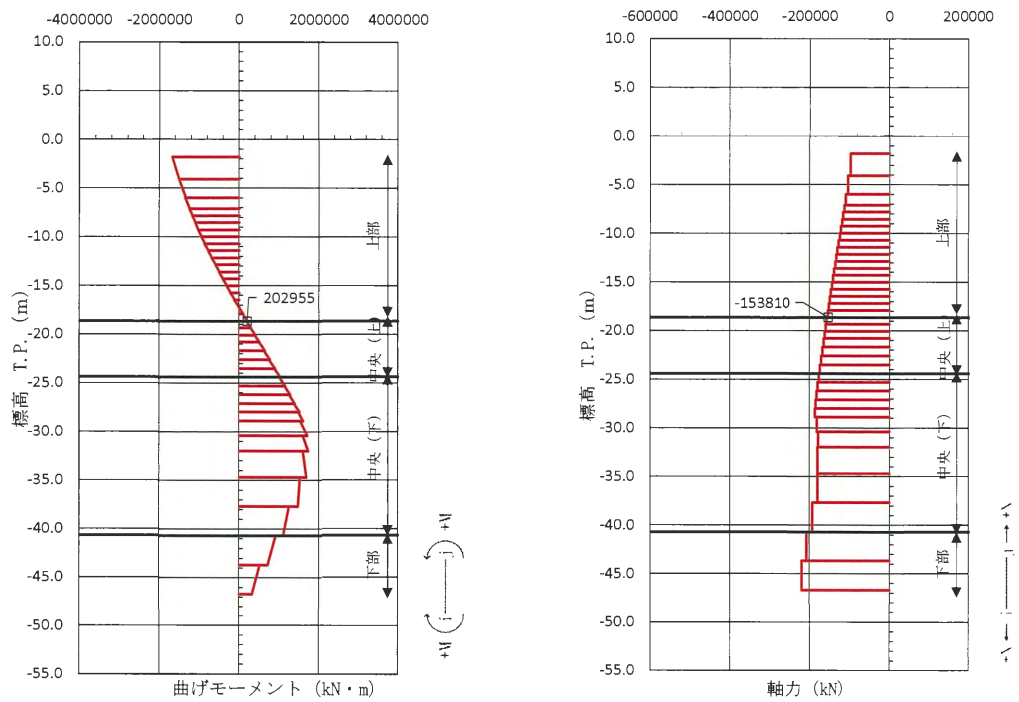 -4000000 -2000000 0 2000000 4000000
10.0
5.0
0.0
-5.0
-10.0
-15.0
-20.0
-25.0
-30.0
-35.0
-40.0
-45.0
-50.0
-55.0
標高 T.P. (m)
202955
上部
中央 (上)
中央 (下)
下部
+M i j +M
曲げモーメント (kN・m)
-600000 -400000 -200000 0 200000
10.0
5.0
0.0
-5.0
-10.0
-15.0
-20.0
-25.0
-30.0
-35.0
-40.0
-45.0
-50.0
-55.0
標高 T.P. (m)
-153810
上部
中央 (上)
中央 (下)
下部
+N i j +N
軸力 (kN)